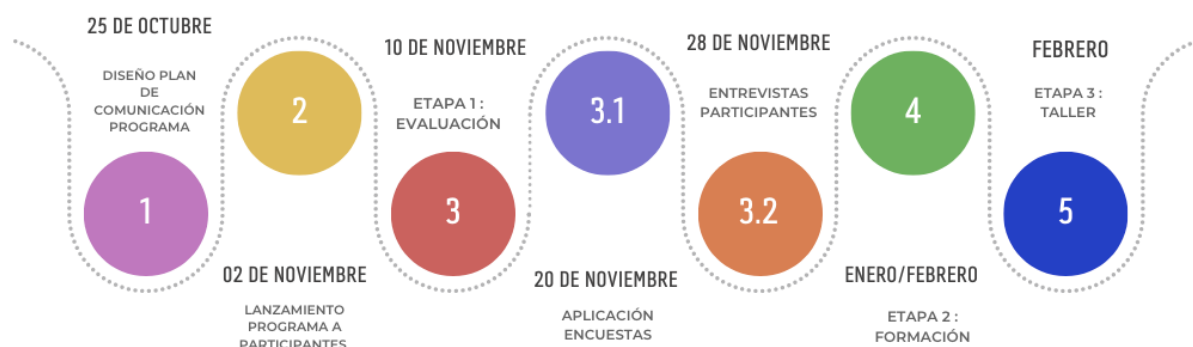 25 DE OCTUBRE
DISEÑO PLAN
DE
COMUNICACIÓN
PROGRAMA
1
2
02 DE NOVIEMBRE
LANZAMIENTO
PROGRAMA A
PARTICIPANTES
10 DE NOVIEMBRE
ETAPA 1 :
EVALUACIÓN
3
3.1
20 DE NOVIEMBRE
APLICACIÓN
ENCUESTAS
28 DE NOVIEMBRE
ENTREVISTAS
PARTICIPANTES
3.2
4
ENERO/FEBRERO
ETAPA 2 :
FORMACIÓN
FEBRERO
ETAPA 3 :
TALLER
5